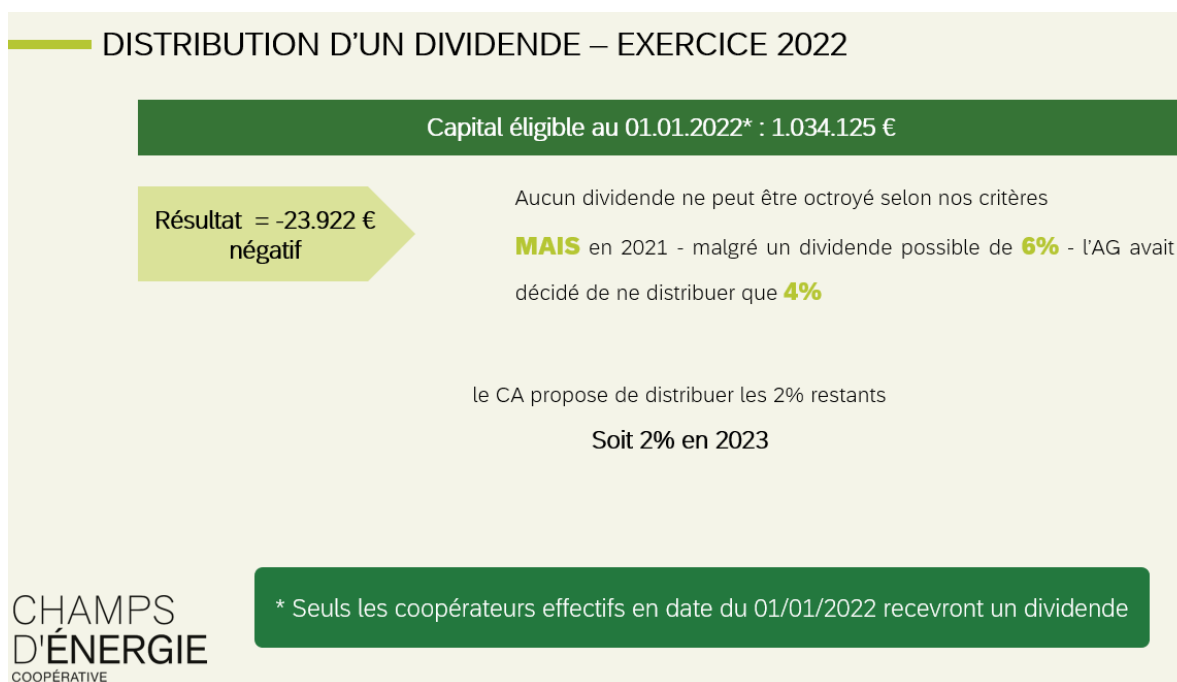 DISTRIBUTION D'UN DIVIDENDE – EXERCICE 2022
Capital éligible au 01.01.2022* : 1.034.125 €
Résultat = -23.922 €
négatif
Aucun dividende ne peut être octroyé selon nos critères
MAIS en 2021 - malgré un dividende possible de 6% - l'AG avait
décidé de ne distribuer que 4%
le CA propose de distribuer les 2% restants
Soit 2% en 2023
* Seuls les coopérateurs effectifs en date du 01/01/2022 recevront un dividende
CHAMPS
D'ÉNERGIE
COOPÉRATIVE